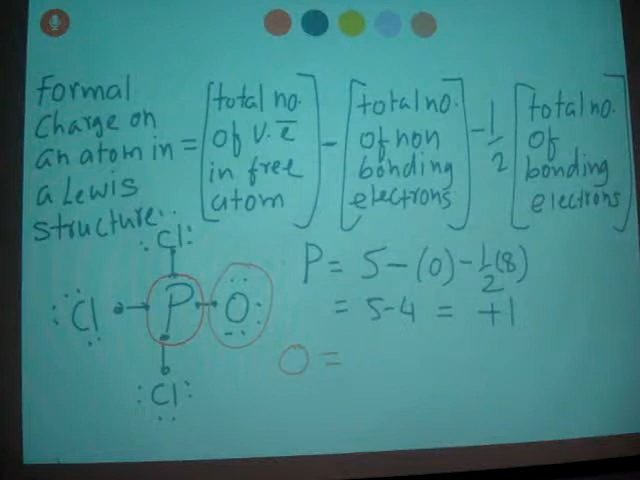 Formal
Charge on
an atom in =
a Lewis
structure
[total no.
of v. e̅
in free
atom]
-
[total no.
of non
bonding
electrons]
- 1/2
[total no.
of
bonding
electrons]
:Cl:
:Cl P O
:Cl:
P = 5-(0)-1/2(8)
= 5-4 = +1
O =